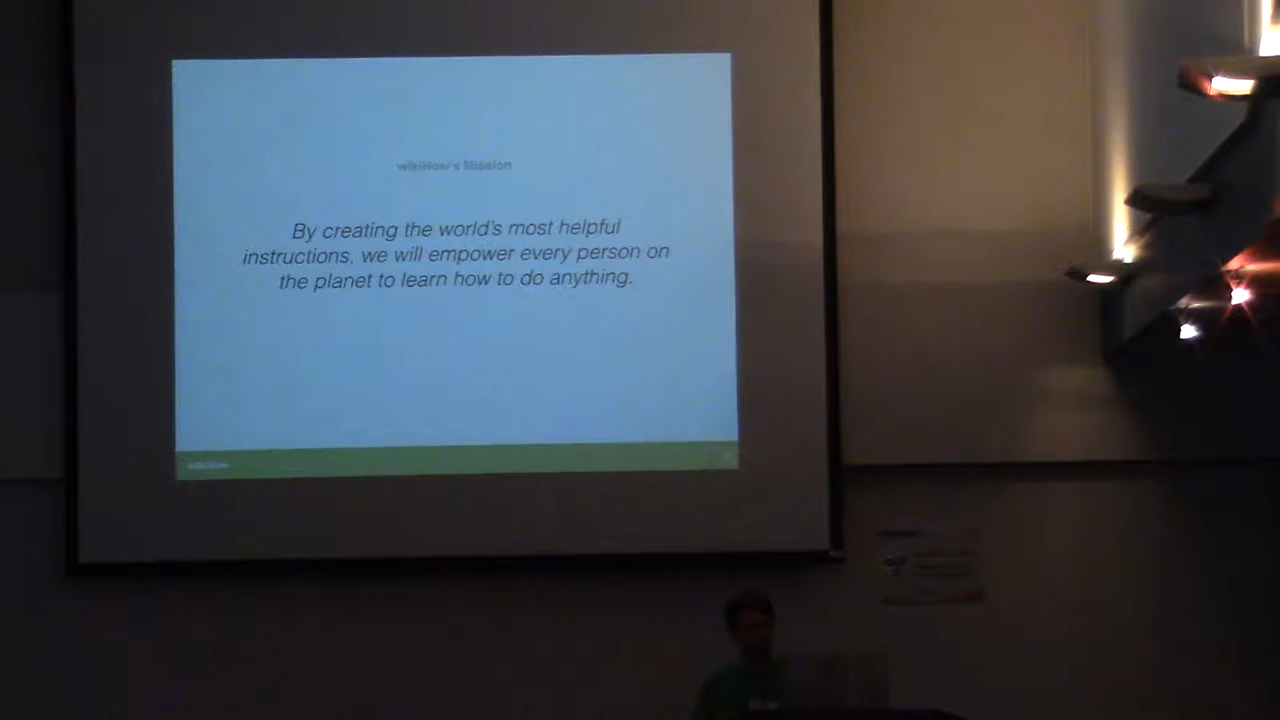 wikiHow's Mission
By creating the world's most helpful
instructions, we will empower every person on
the planet to learn how to do anything.
wikiHow